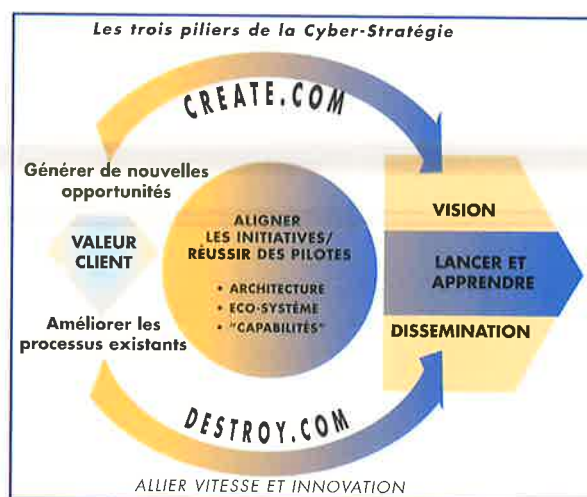 Les trois piliers de la Cyber-Stratégie
CREATE.COM
Générer de nouvelles
opportunités
VALEUR
CLIENT
Améliorer les
processus existants
ALIGNER
LES INITIATIVES/
RÉUSSIR DES PILOTES
• ARCHITECTURE
• ECO-SYSTÈME
• "CAPABILITÉS"
VISION
LANCER ET
APPRENDRE
DISSEMINATION
DESTROY.COM
ALLIER VITESSE ET INNOVATION